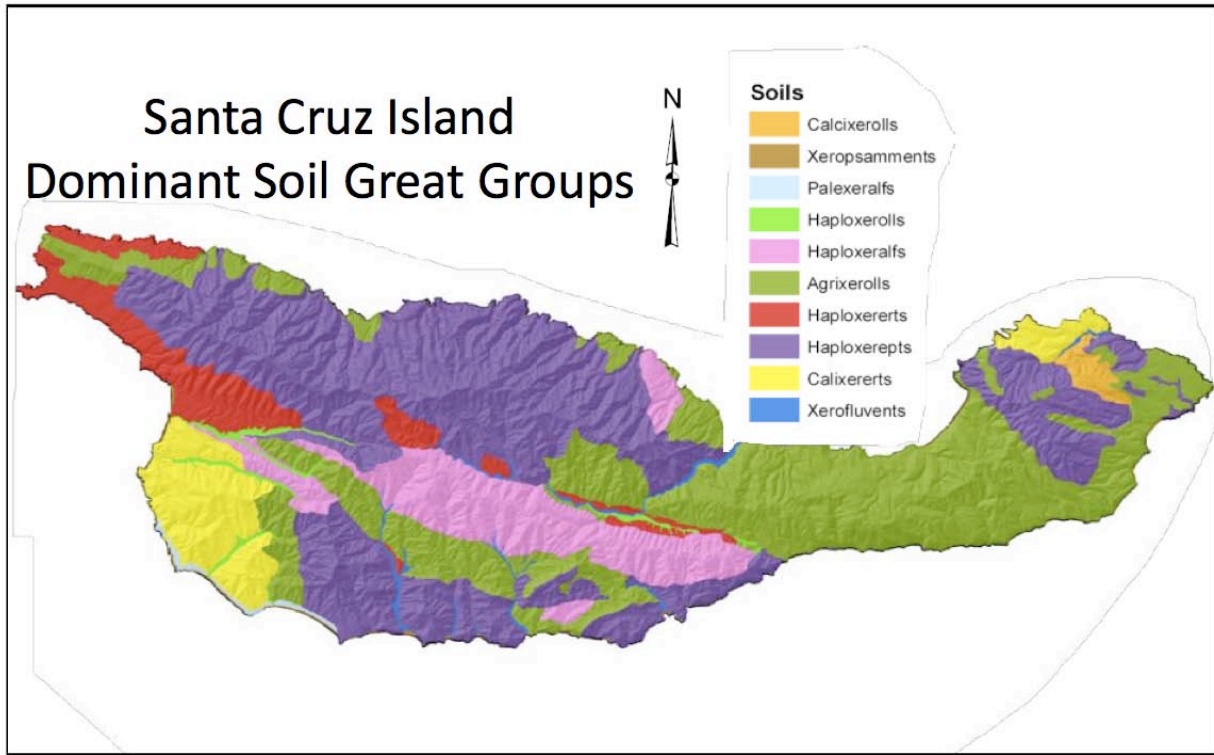 Santa Cruz Island
Dominant Soil Great Groups
N
Soils
Calcixerolls
Xeropsamments
Palexeralfs
Haploxerolls
Haploxeralfs
Agrixerolls
Haploxererts
Haploxerepts
Calixererts
Xerofluvents